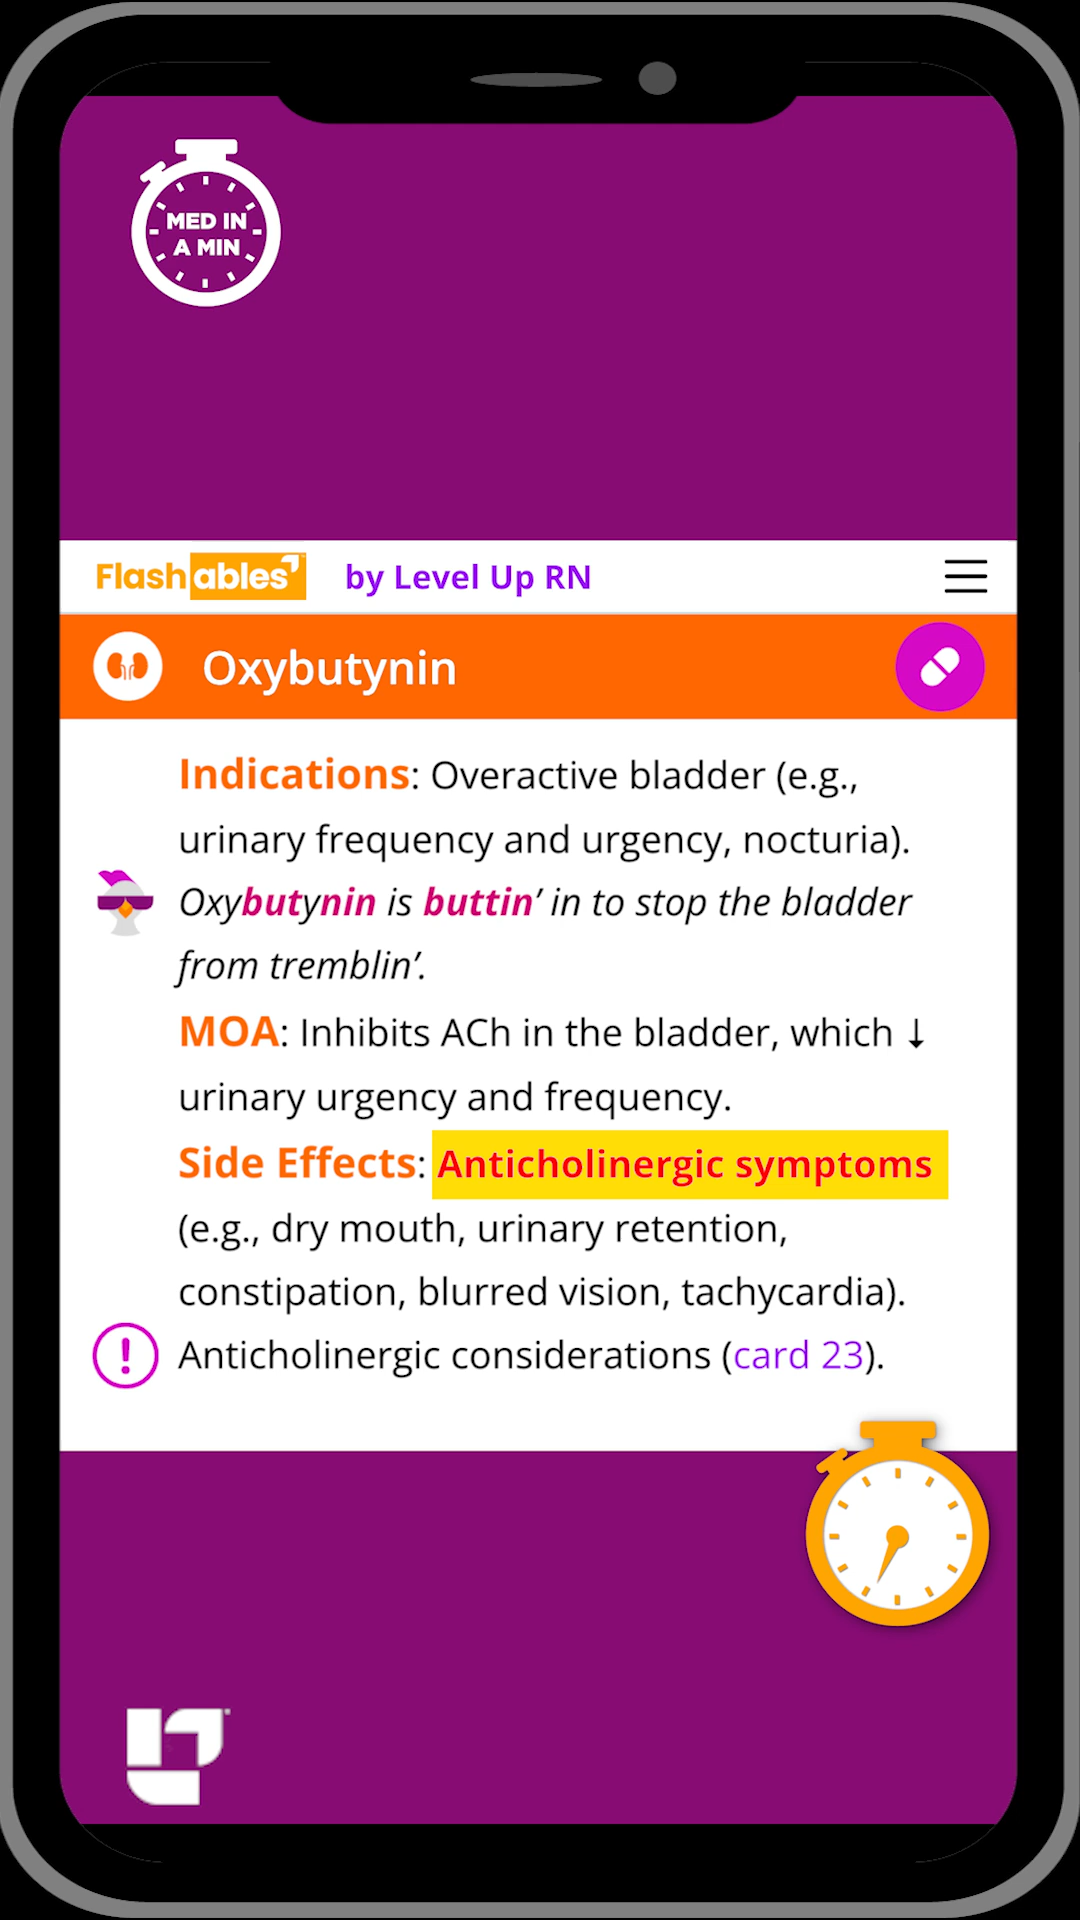 MED IN
A MIN
Flashables by Level Up RN
Oxybutynin
Indications: Overactive bladder (e.g.,
urinary frequency and urgency, nocturia).
Oxybutynin is buttin’ in to stop the bladder
from tremblin’.
MOA: Inhibits ACh in the bladder, which ↓
urinary urgency and frequency.
Side Effects: Anticholinergic symptoms
(e.g., dry mouth, urinary retention,
constipation, blurred vision, tachycardia).
Anticholinergic considerations (card 23).